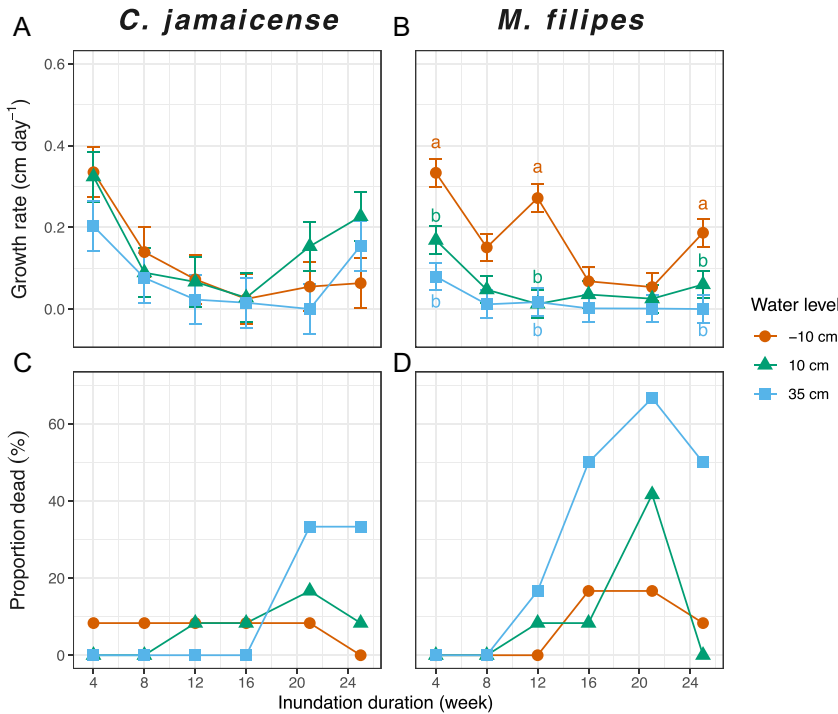 A C. jamaicense B M. filipes
0.6
0.4
0.2
0.0
Growth rate (cm day−1)
a a a
b b b
b b b
Water level
−10 cm
10 cm
35 cm
C D
60
40
20
0
Proportion dead (%)
4 8 12 16 20 24 4 8 12 16 20 24
Inundation duration (week)